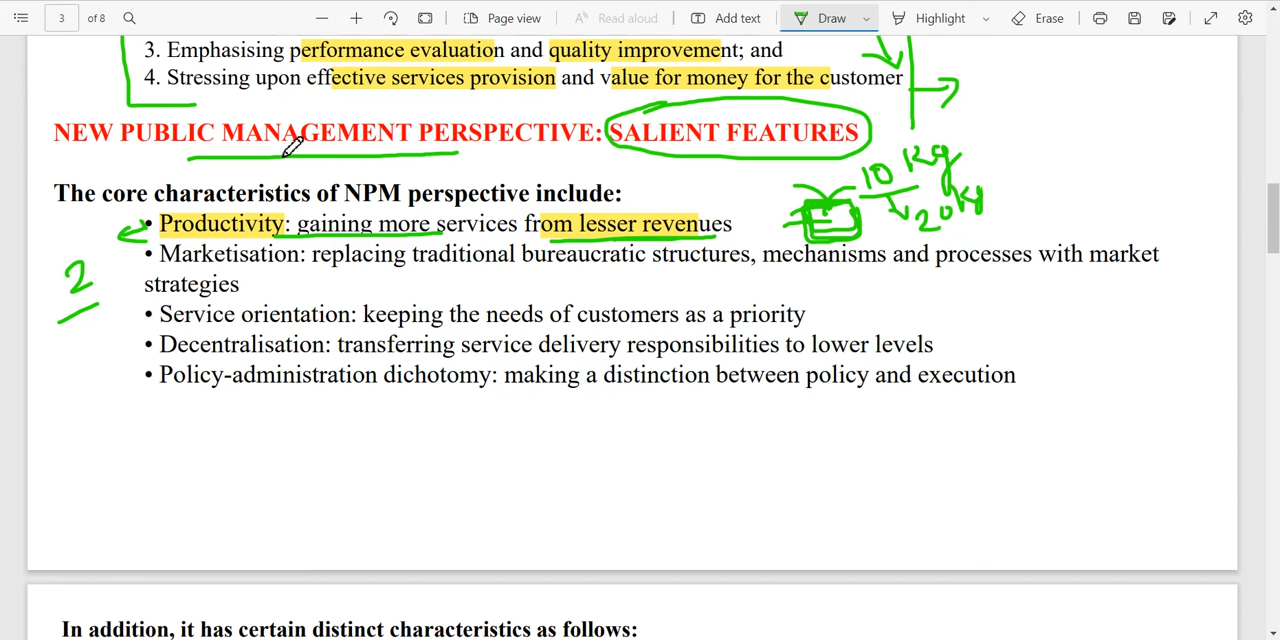 3
of 8
Page view
Read aloud
Add text
Draw
Highlight
Erase
3. Emphasising performance evaluation and quality improvement; and
4. Stressing upon effective services provision and value for money for the customer
NEW PUBLIC MANAGEMENT PERSPECTIVE: SALIENT FEATURES
10 Kg
20 Kg
The core characteristics of NPM perspective include:
• Productivity: gaining more services from lesser revenues
• Marketisation: replacing traditional bureaucratic structures, mechanisms and processes with market
strategies
2
• Service orientation: keeping the needs of customers as a priority
• Decentralisation: transferring service delivery responsibilities to lower levels
• Policy-administration dichotomy: making a distinction between policy and execution
In addition, it has certain distinct characteristics as follows: